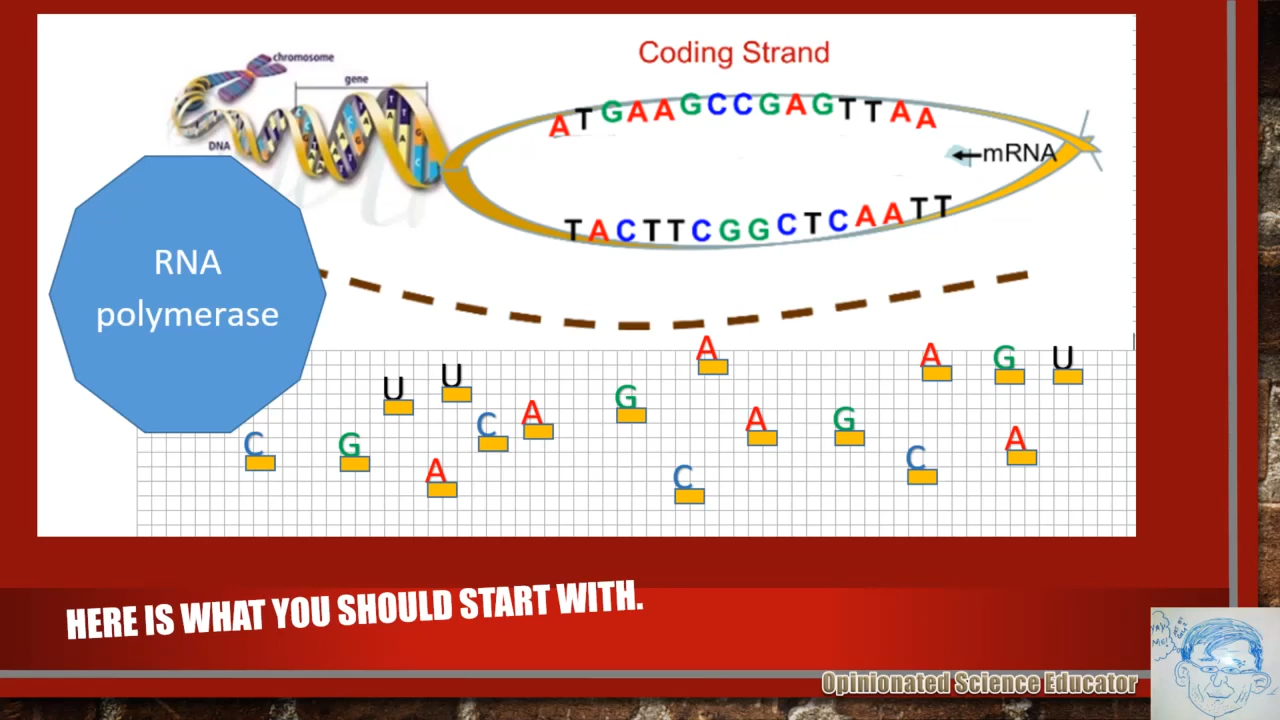 Coding Strand
chromosome
gene
DNA
ATGAAGCCGAGTTAA
mRNA
TACTTCGGCTCAATT
RNA
polymerase
A
A G U
U U
G
C A
A G
C G
A
C
A
C
HERE IS WHAT YOU SHOULD START WITH.
Opinionated Science Educator